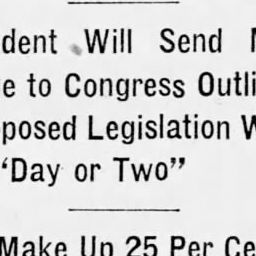 dent Will Send
e to Congress Outli
posed Legislation W
"Day or Two"
Make Up 25 Per Ce